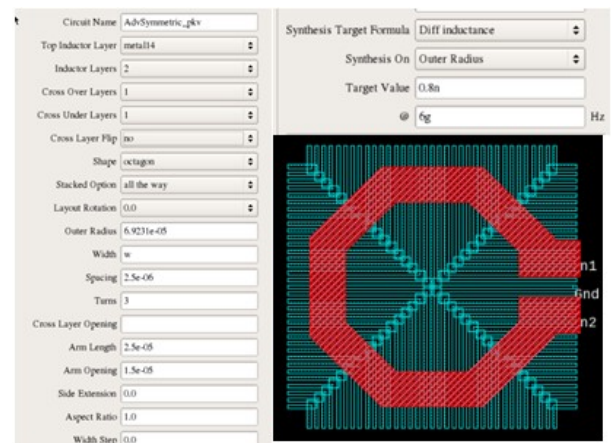 Circuit Name AdvSymmetric_pkv
Top Inductor Layer metal14
Inductor Layers 2
Cross Over Layers 1
Cross Under Layers 1
Cross Layer Flip no
Shape octagon
Stacked Option all the way
Layout Rotation 0.0
Outer Radius 6.9231e-05
Width w
Spacing 2.5e-06
Turns 3
Cross Layer Opening
Arm Length 2.5e-05
Arm Opening 1.5e-05
Side Extension 0.0
Aspect Ratio 1.0
Width Step 0.0
Synthesis Target Formula Diff inductance
Synthesis On Outer Radius
Target Value 0.8n
@ 6g Hz
n1
Gnd
n2